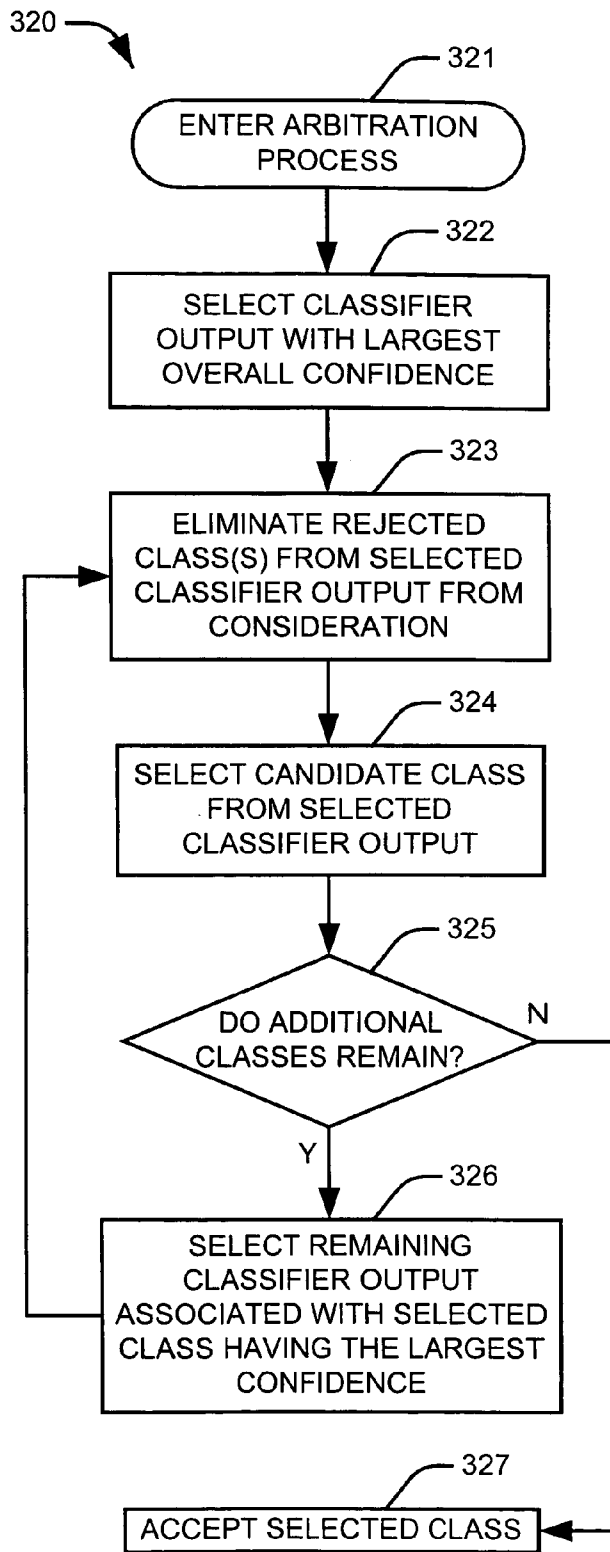 320
321
ENTER ARBITRATION
PROCESS
322
SELECT CLASSIFIER
OUTPUT WITH LARGEST
OVERALL CONFIDENCE
323
ELIMINATE REJECTED
CLASS(S) FROM SELECTED
CLASSIFIER OUTPUT FROM
CONSIDERATION
324
SELECT CANDIDATE CLASS
FROM SELECTED
CLASSIFIER OUTPUT
325
DO ADDITIONAL
CLASSES REMAIN?
N
Y
326
SELECT REMAINING
CLASSIFIER OUTPUT
ASSOCIATED WITH SELECTED
CLASS HAVING THE LARGEST
CONFIDENCE
327
ACCEPT SELECTED CLASS